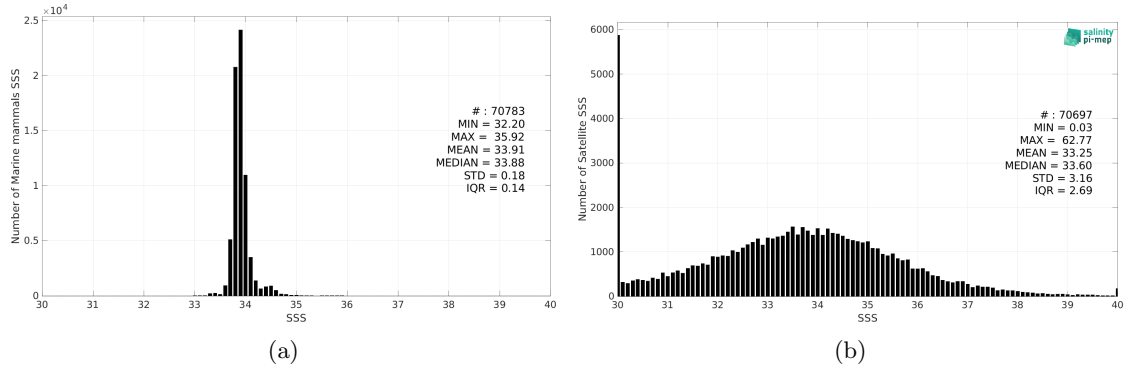 ×10⁴
2.5
2
1.5
1
0.5
0
Number of Marine mammals SSS
# : 70783
MIN = 32.20
MAX = 35.92
MEAN = 33.91
MEDIAN = 33.88
STD = 0.18
IQR = 0.14
30 31 32 33 34 35 36 37 38 39 40
SSS
(a)
salinity
pi-mep
6000
5000
4000
3000
2000
1000
0
Number of Satellite SSS
# : 70697
MIN = 0.03
MAX = 62.77
MEAN = 33.25
MEDIAN = 33.60
STD = 3.16
IQR = 2.69
30 31 32 33 34 35 36 37 38 39 40
SSS
(b)